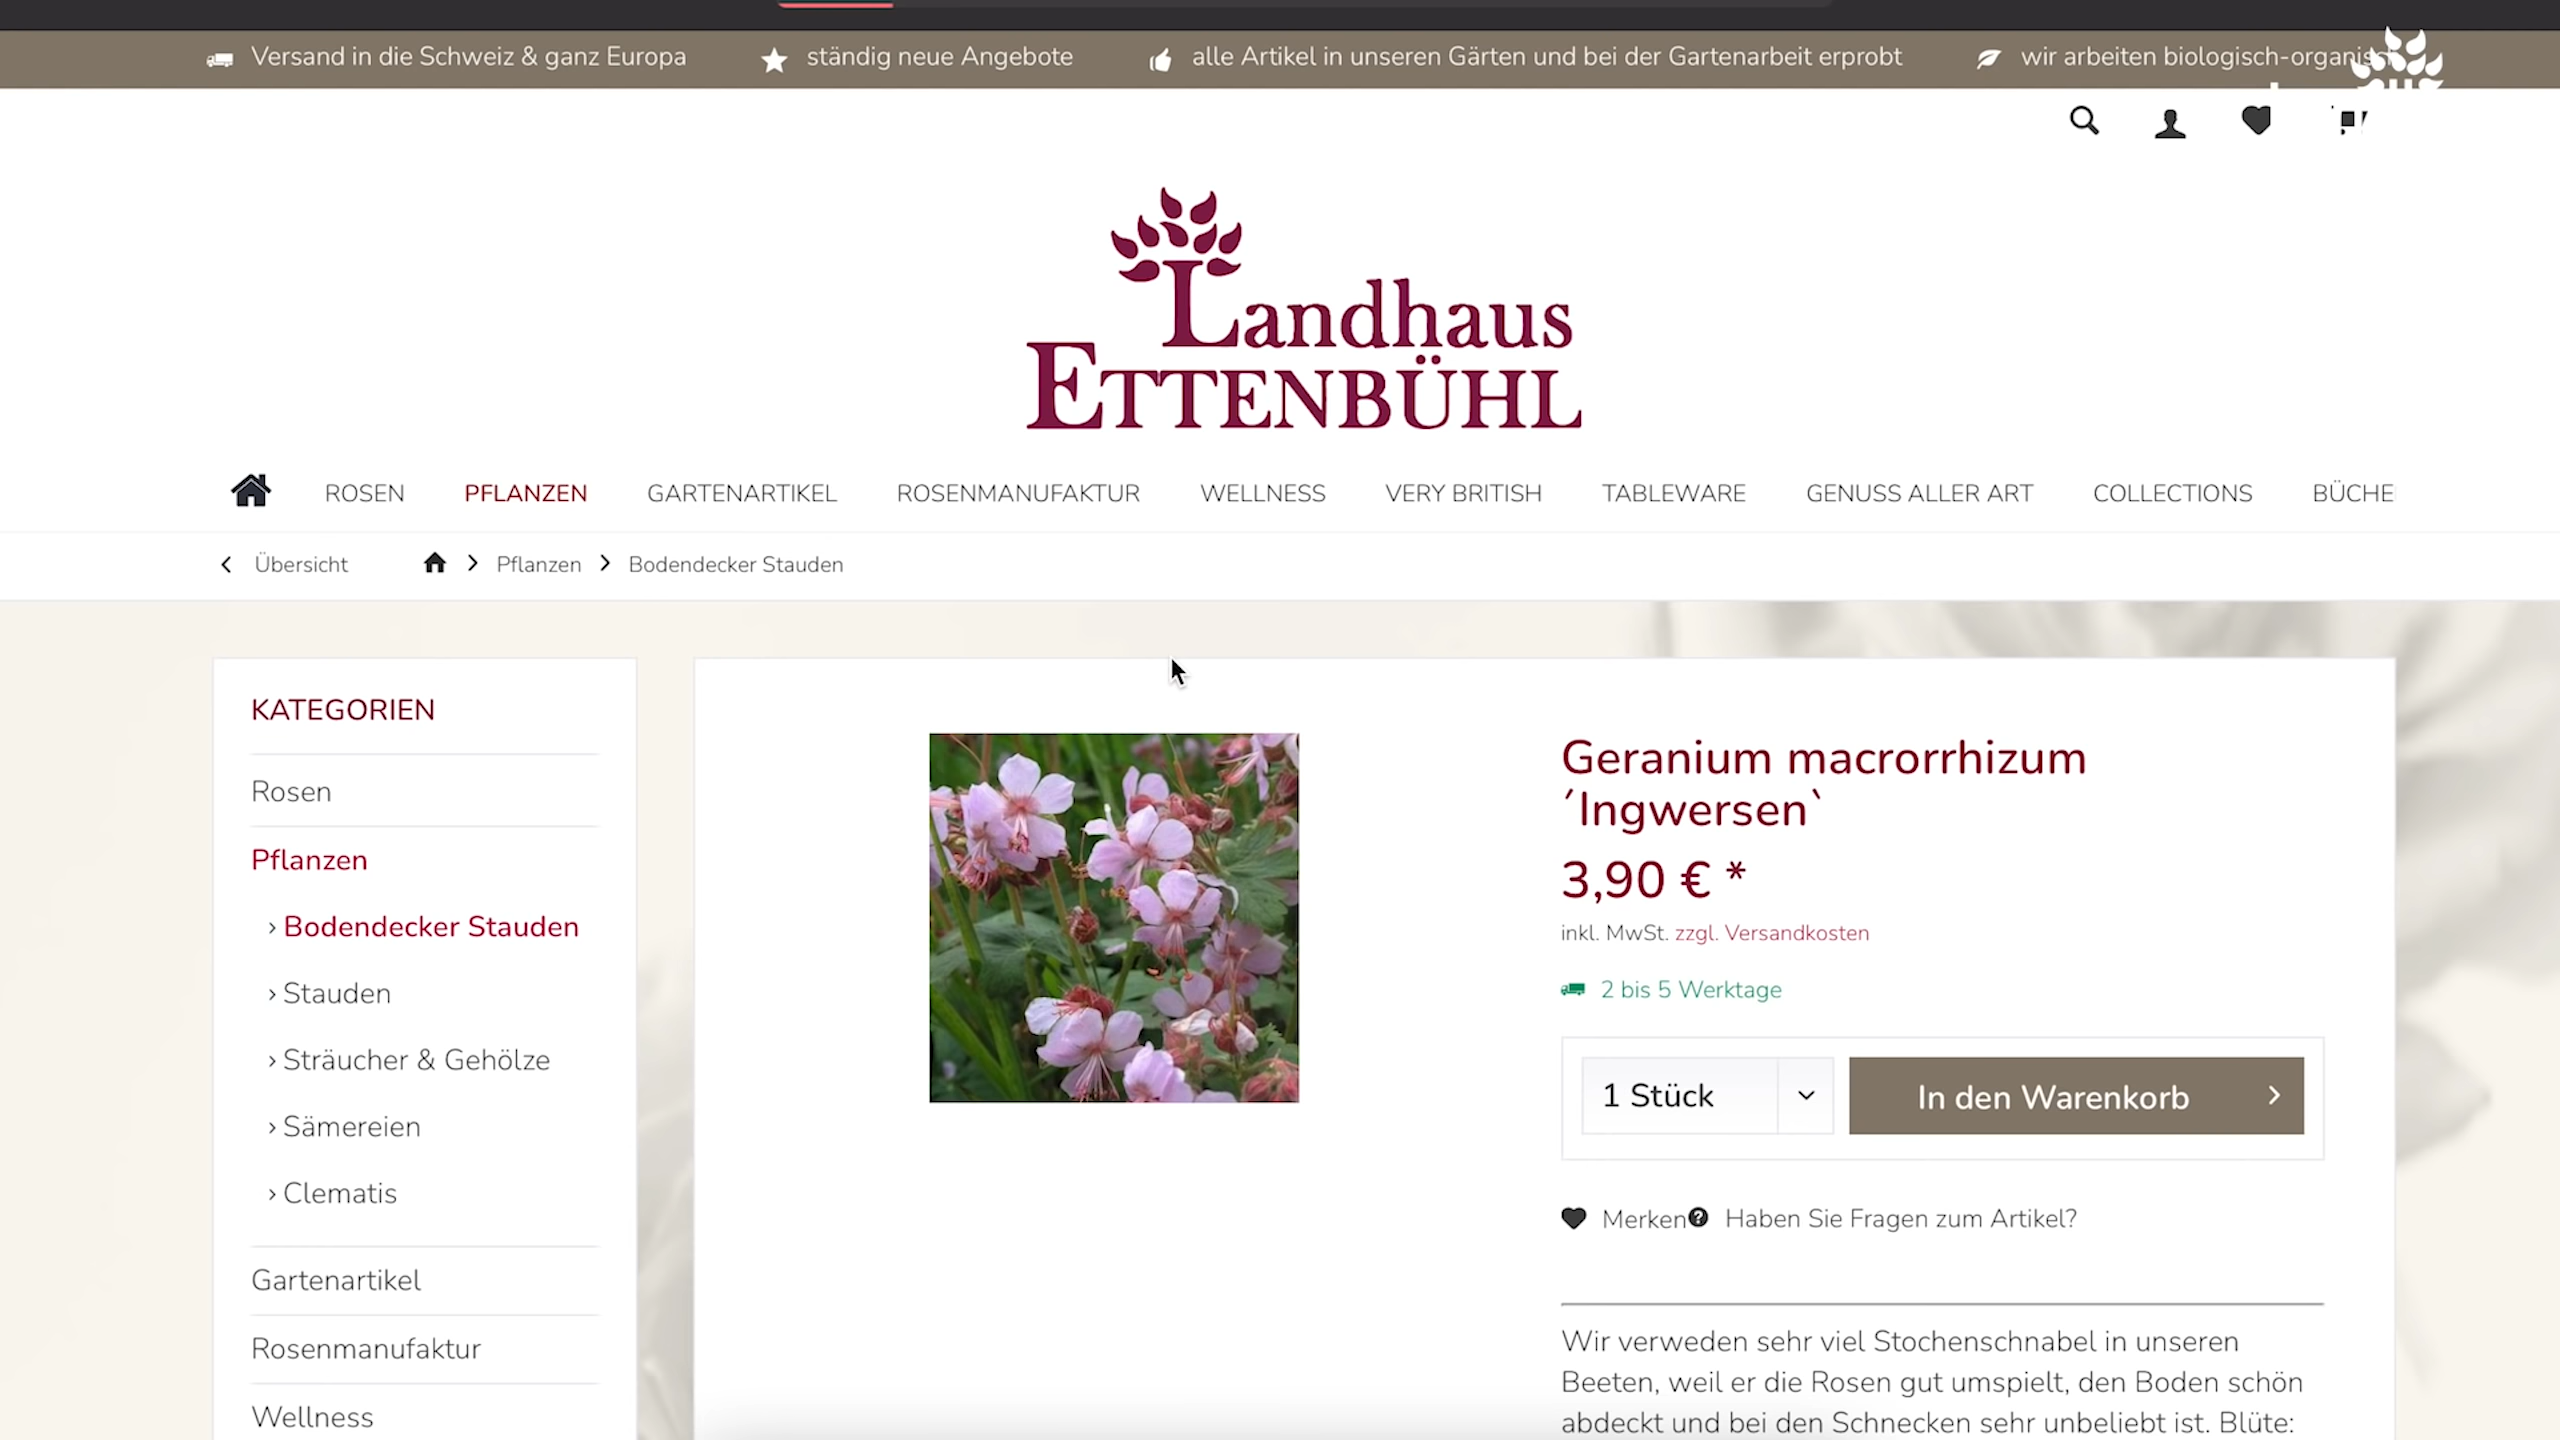 Versand in die Schweiz & ganz Europa
ständig neue Angebote
alle Artikel in unseren Gärten und bei der Gartenarbeit erprobt
wir arbeiten
Landhaus
ETTENBÜHL
ROSEN
PFLANZEN
GARTENARTIKEL
ROSENMANUFAKTUR
WELLNESS
VERY BRITISH
TABLEWARE
GENUSS ALLER ART
COLLECTIONS
Übersicht
Pflanzen
Bodendecker Stauden
KATEGORIEN
Rosen
Pflanzen
Bodendecker Stauden
Stauden
Sträucher & Gehölze
Sämereien
Clematis
Gartenartikel
Rosenmanufaktur
Wellness
Geranium macrorrhizum
´Ingwersen`
3,90 € *
inkl. MwSt. zzgl. Versandkosten
2 bis 5 Werktage
1 Stück
In den Warenkorb
Merken
Haben Sie Fragen zum Artikel?
Wir verweden sehr viel Stochenschnabel in unseren
Beeten, weil er die Rosen gut umspielt, den Boden schön
abdeckt und bei den Schnecken sehr unbeliebt ist. Blüte: